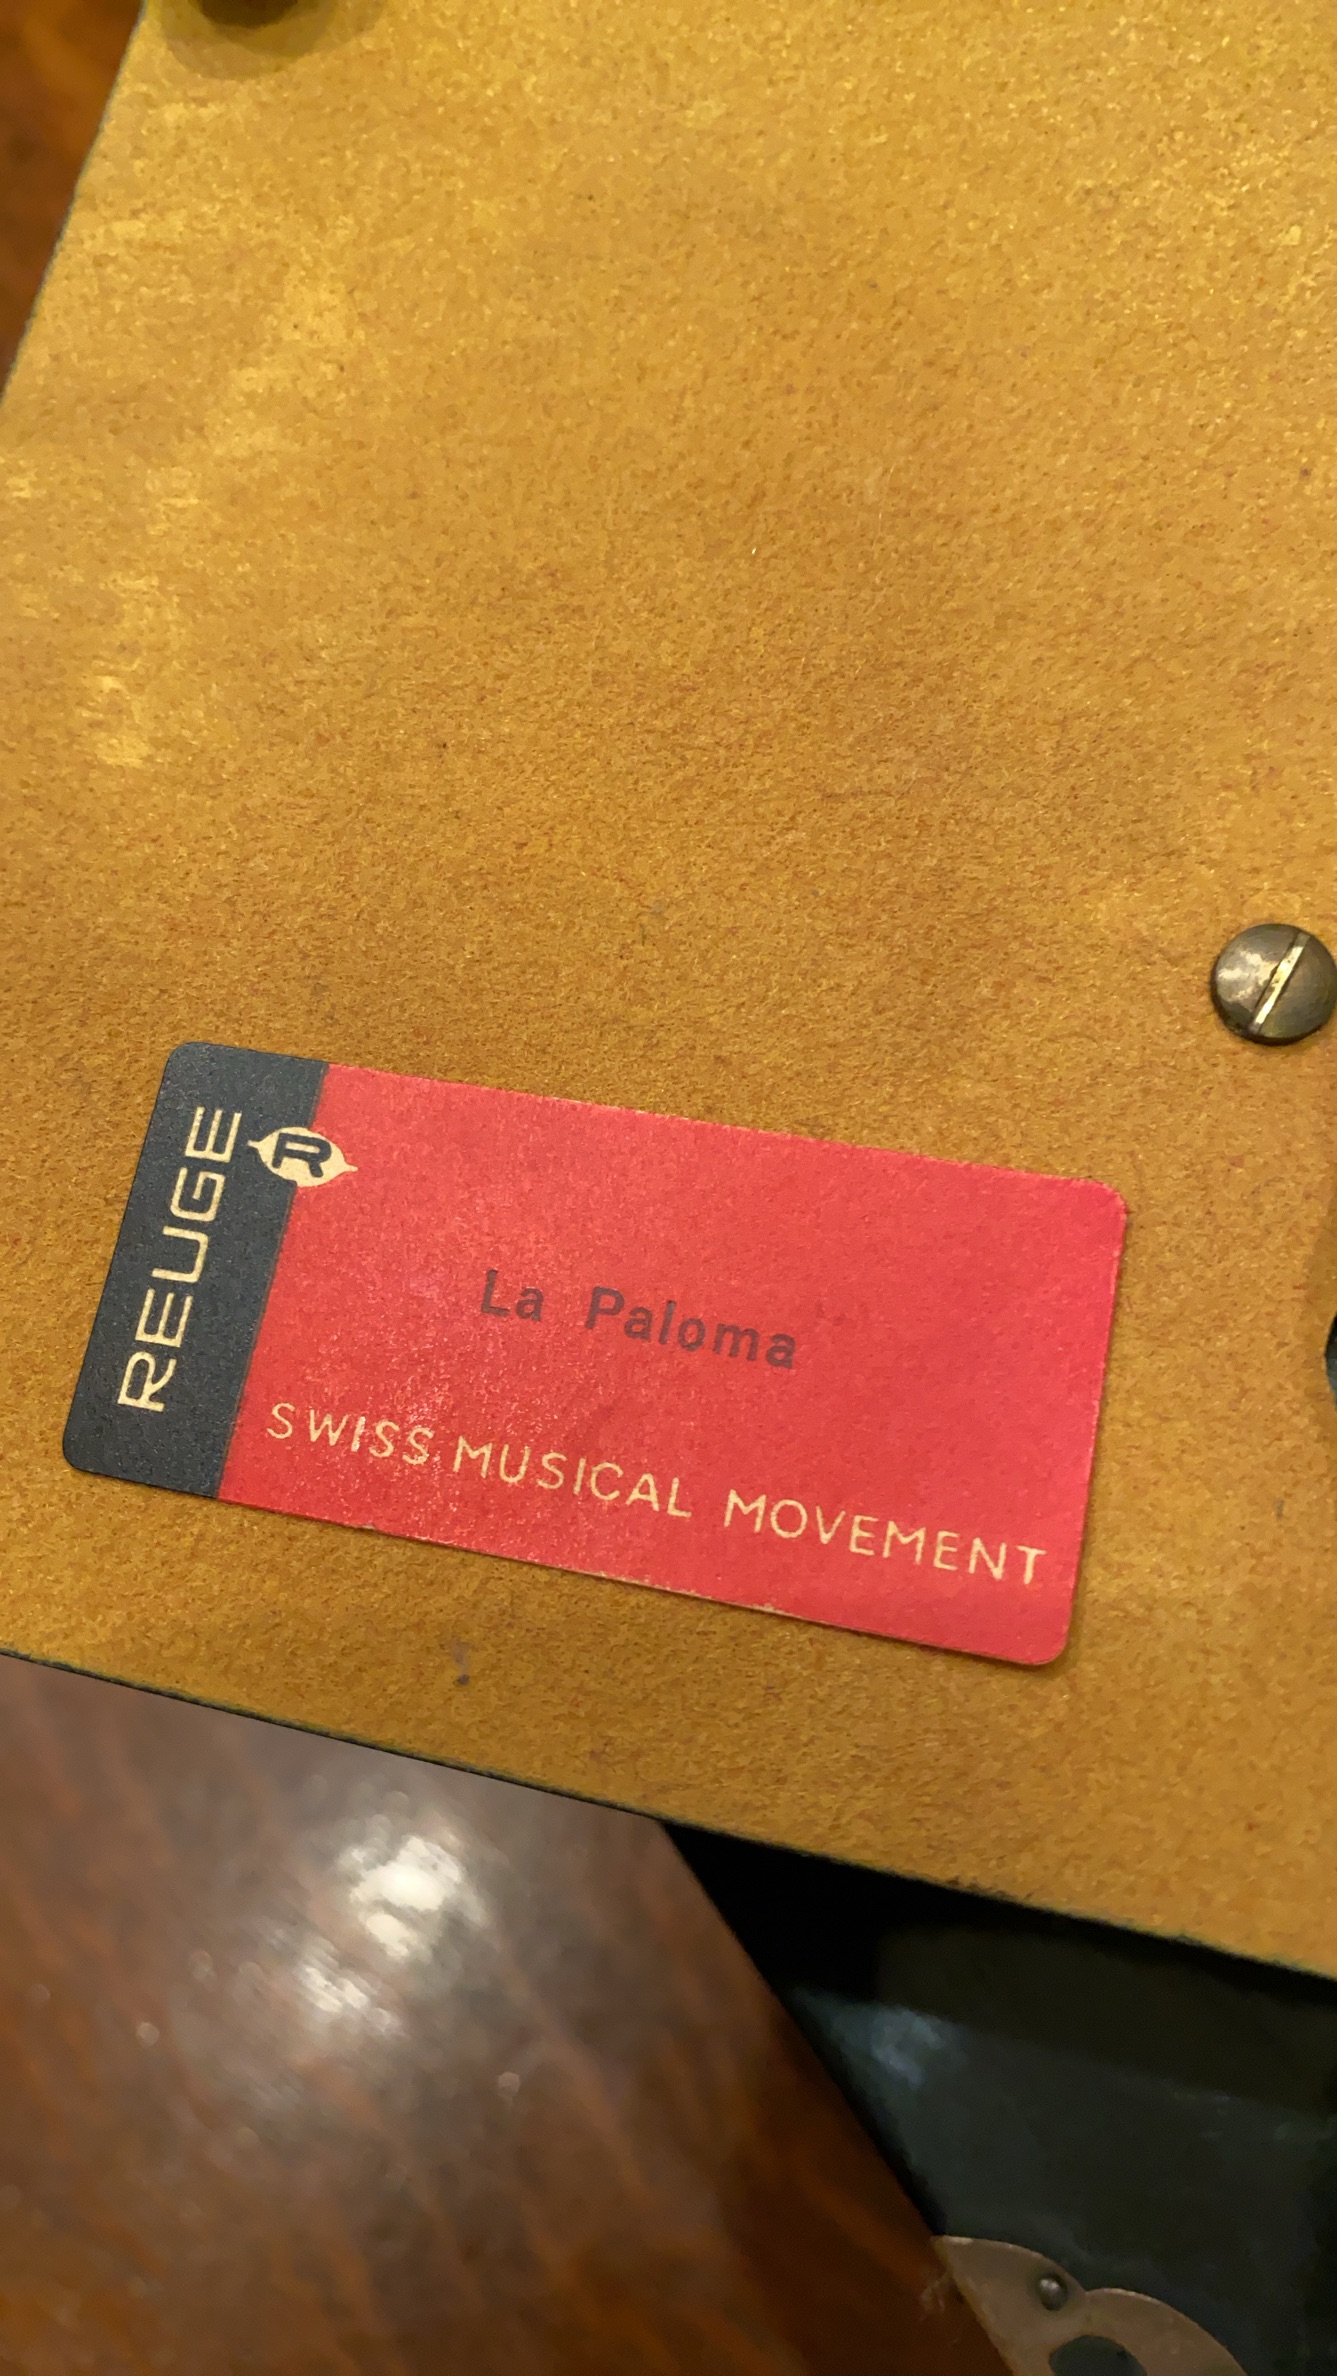 REUGE
R
La Paloma
SWISS MUSICAL MOVEMENT